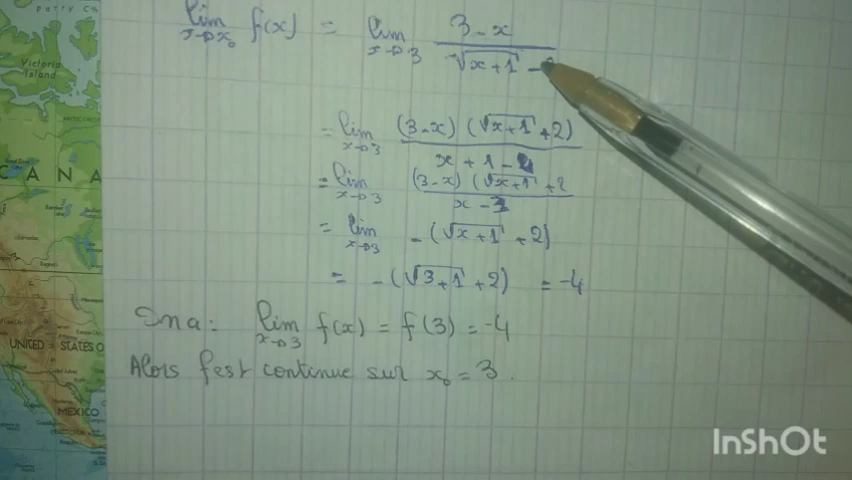 lim x→x₀ f(x) = lim x→3 (3-x)/(√(x+1) -
= lim x→3 (3-x)(√(x+1)+2)/(x+1-4)
= lim x→3 (3-x)(√(x+1)+2/(x-3)
= lim x→3 -(√(x+1)+2)
= -(√(3+1)+2) = -4
On a: lim x→3 f(x) = f(3) = -4
Alors f est continue sur x₀ = 3.
Victoria Island
CANA
UNITED STATES O
MEXICO
InShOt